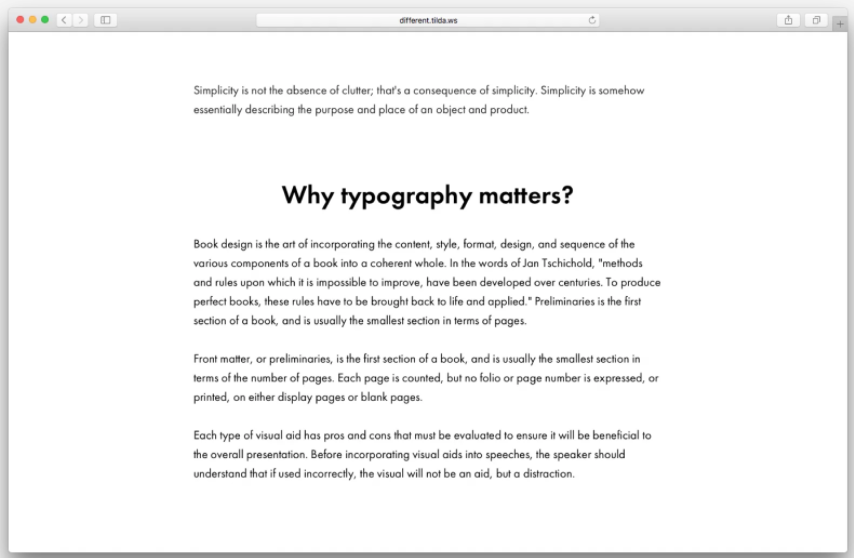 different.tilda.ws
Simplicity is not the absence of clutter; that's a consequence of simplicity. Simplicity is somehow
essentially describing the purpose and place of an object and product.
Why typography matters?
Book design is the art of incorporating the content, style, format, design, and sequence of the
various components of a book into a coherent whole. In the words of Jan Tschichold, "methods
and rules upon which it is impossible to improve, have been developed over centuries. To produce
perfect books, these rules have to be brought back to life and applied." Preliminaries is the first
section of a book, and is usually the smallest section in terms of pages.
Front matter, or preliminaries, is the first section of a book, and is usually the smallest section in
terms of the number of pages. Each page is counted, but no folio or page number is expressed, or
printed, on either display pages or blank pages.
Each type of visual aid has pros and cons that must be evaluated to ensure it will be beneficial to
the overall presentation. Before incorporating visual aids into speeches, the speaker should
understand that if used incorrectly, the visual will not be an aid, but a distraction.